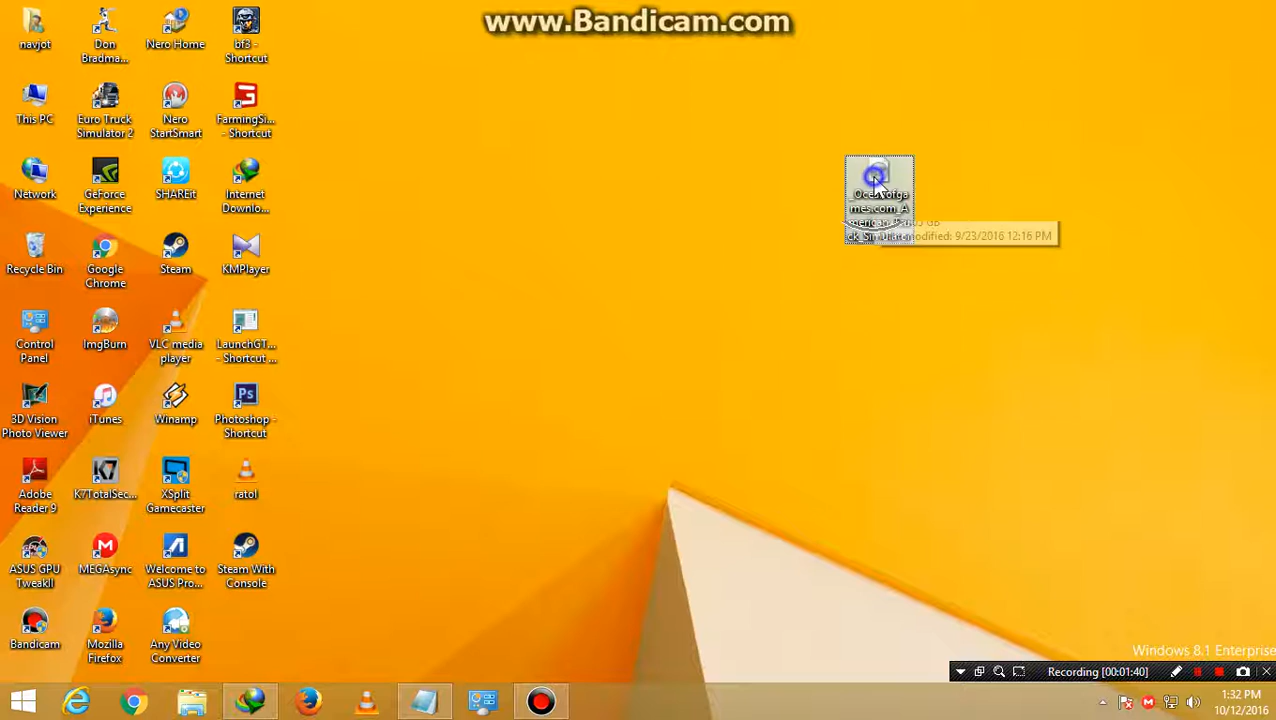 www.Bandicam.com
navjot
Don
Bradma...
Nero Home
bf3 -
Shortcut
This PC
Euro Truck
Simulator 2
Nero
StartSmart
FarmingSi...
- Shortcut
Network
GeForce
Experience
SHAREit
Internet
Downlo...
Recycle Bin
Google
Chrome
Steam
KMPlayer
Control
Panel
ImgBurn
VLC media
player
LaunchGT...
- Shortcut ...
3D Vision
Photo Viewer
iTunes
Winamp
Photoshop -
Shortcut
Adobe
Reader 9
K7TotalSec...
XSplit
Gamecaster
ratol
ASUS GPU
TweakII
MEGAsync
Welcome to
ASUS Pro...
Steam With
Console
Bandicam
Mozilla
Firefox
Any Video
Converter
mes.com_A
modified: 9/23/2016 12:16 PM
Windows 8.1 Enterprise
Recording [00:01:40]
1:32 PM
10/12/2016